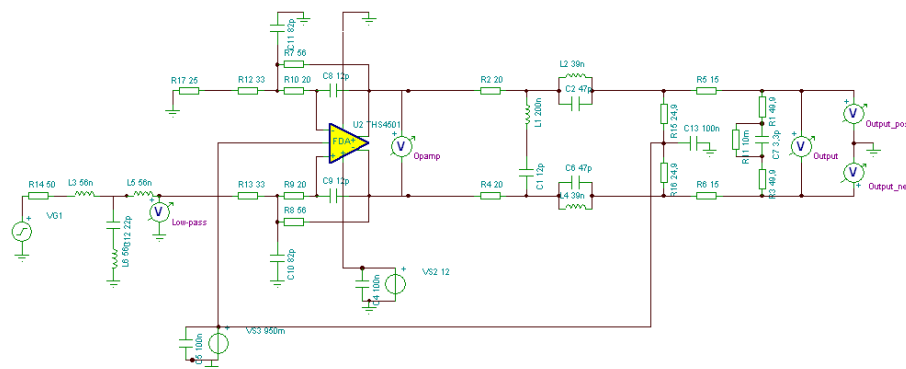 C11 82p
R7 56
R17 25
R12 33
R10 20
C8 12p
U2 THS4501
FDA
V
Opamp
R2 20
L2 39n
C2 47p
L1 200n
C1 12p
R4 20
C6 47p
L4 39n
R5 15
R15 24,9
C13 100n
R16 24,9
R6 15
R1 49,9
R11 10m
C7 3,3p
R3 49,9
V
Output
V
Output_pos
V
Output_ne
R14 50
L3 56n
L5 56n
VG1
C12 22p
L6 56n
V
Low-pass
R13 33
R9 20
C9 12p
R8 56
C10 82p
C4 100n
VS2 12
C5 100n
VS3 950m